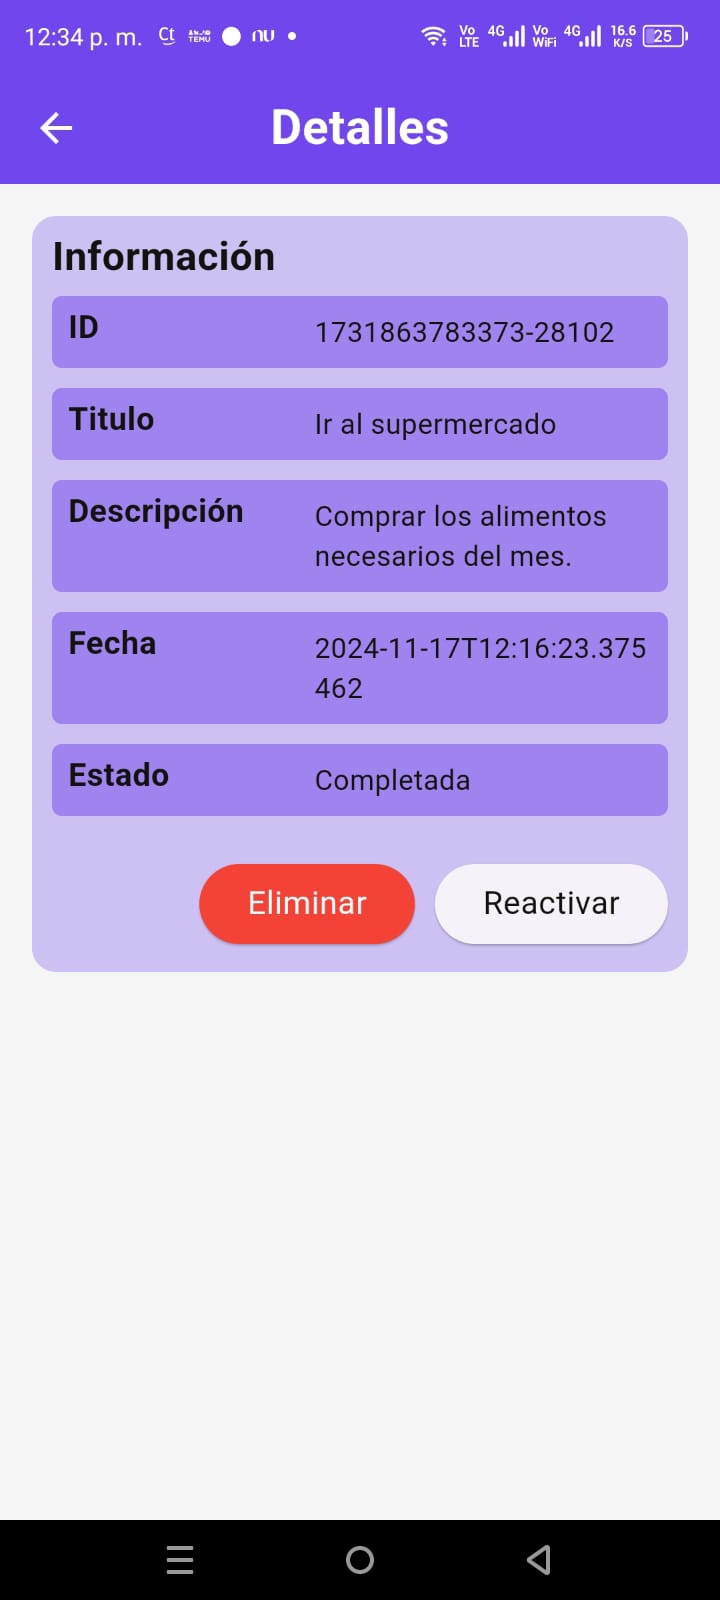 12:34 p. m. Ct TEMU nu Vo LTE 4G Vo WiFi 4G 16.6 K/S 25
Detalles
Información
ID 1731863783373-28102
Titulo Ir al supermercado
Descripción Comprar los alimentos
necesarios del mes.
Fecha 2024-11-17T12:16:23.375
462
Estado Completada
Eliminar Reactivar